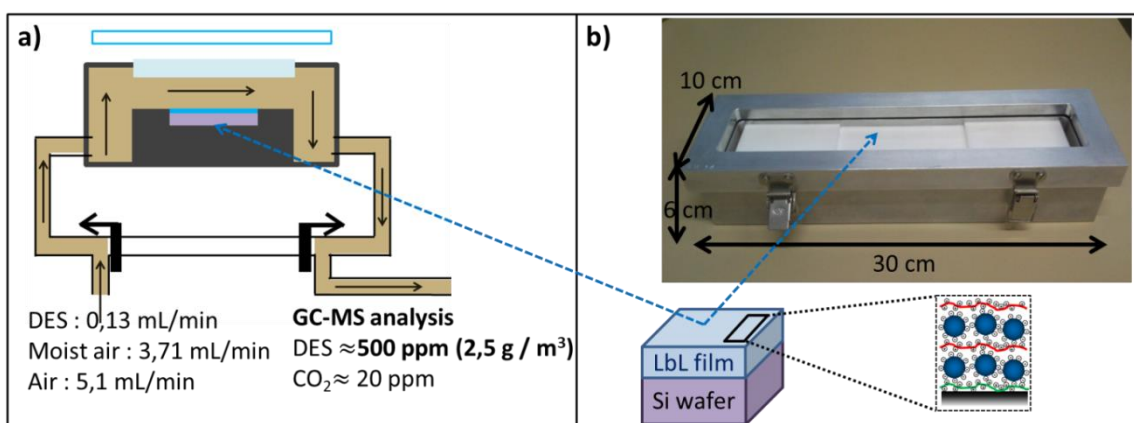 a)
DES : 0,13 mL/min
Moist air : 3,71 mL/min
Air : 5,1 mL/min
GC-MS analysis
DES ≈500 ppm (2,5 g / m³)
CO₂≈ 20 ppm
b)
10 cm
6 cm
30 cm
LbL film
Si wafer